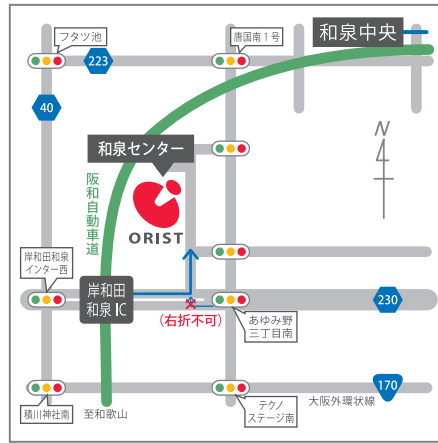 フタツ池
223
唐国南1号
和泉中央
40
和泉センター
N
阪和自動車道
ORIST
岸和田和泉
インター西
岸和田
和泉IC
(右折不可)
あゆみ野
三丁目南
230
積川神社南
至和歌山
テクノ
ステージ南
大阪外環状線
170